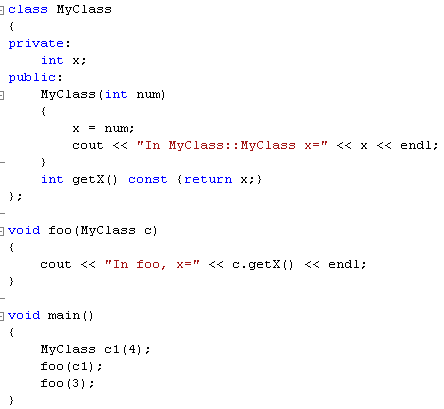 class MyClass
{
private:
    int x;
public:
    MyClass(int num)
    {
        x = num;
        cout << "In MyClass::MyClass x=" << x << endl;
    }
    int getX() const {return x;}
};

void foo(MyClass c)
{
    cout << "In foo, x=" << c.getX() << endl;
}

void main()
{
    MyClass c1(4);
    foo(c1);
    foo(3);
}